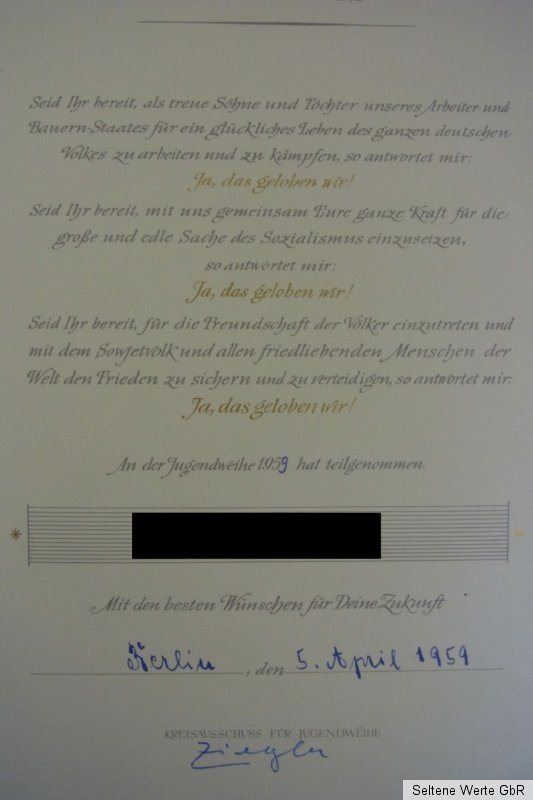 Seid Ihr bereit, als treue Söhne und Töchter unseres Arbeiter-und
Bauern-Staates für ein glückliches Leben des ganzen deutschen
Volkes zu arbeiten und zu kämpfen, so antwortet mir:
Ja, das geloben wir!
Seid Ihr bereit, mit uns gemeinsam Eure ganze Kraft für die
große und edle Sache des Sozialismus einzusetzen,
so antwortet mir:
Ja, das geloben wir!
Seid Ihr bereit, für die Freundschaft der Völker einzutreten und
mit dem Sowjetvolk und allen friedliebenden Menschen der
Welt den Frieden zu sichern und zu verteidigen, so antwortet mir:
Ja, das geloben wir!
An der Jugendweihe 1959 hat teilgenommen.
Mit den besten Wünschen für Deine Zukunft
Berlin, den 5. April 1959
KREISAUSSCHUSS FÜR JUGENDWEIHE
Ziegler
Seltene Werte GbR